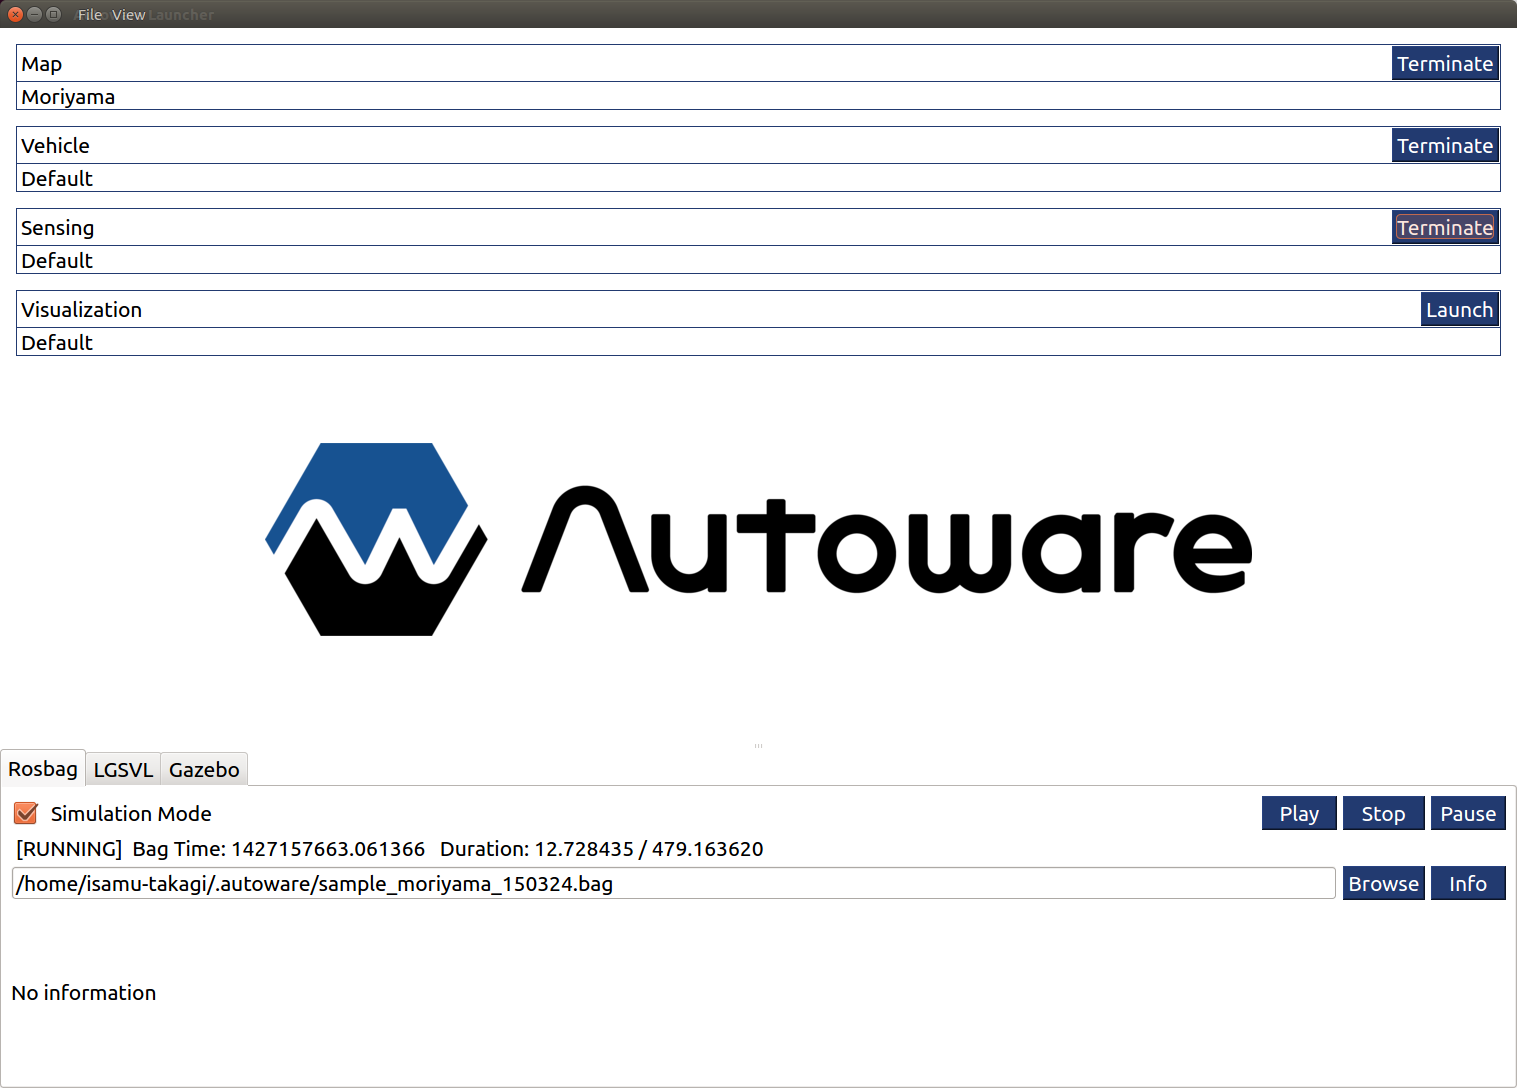 File View Launcher
Map Terminate
Moriyama
Vehicle Terminate
Default
Sensing Terminate
Default
Visualization Launch
Default
Autoware
Rosbag LGSVL Gazebo
Simulation Mode Play Stop Pause
[RUNNING] Bag Time: 1427157663.061366 Duration: 12.728435 / 479.163620
/home/isamu-takagi/.autoware/sample_moriyama_150324.bag Browse Info
No information